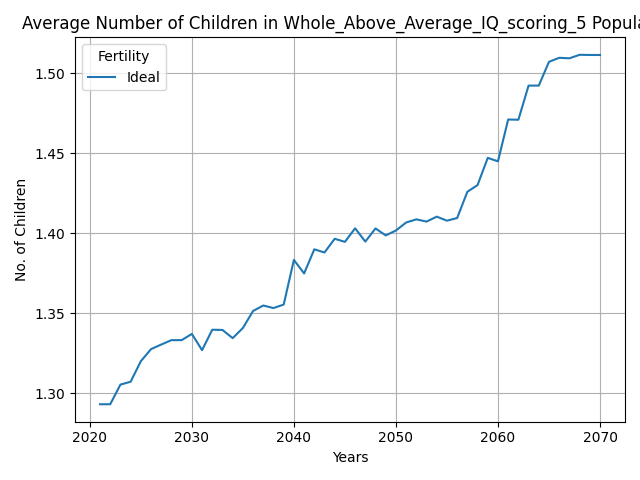 Average Number of Children in Whole_Above_Average_IQ_scoring_5 Popula
Fertility
Ideal
1.50
1.45
1.40
1.35
1.30
No. of Children
2020 2030 2040 2050 2060 2070
Years